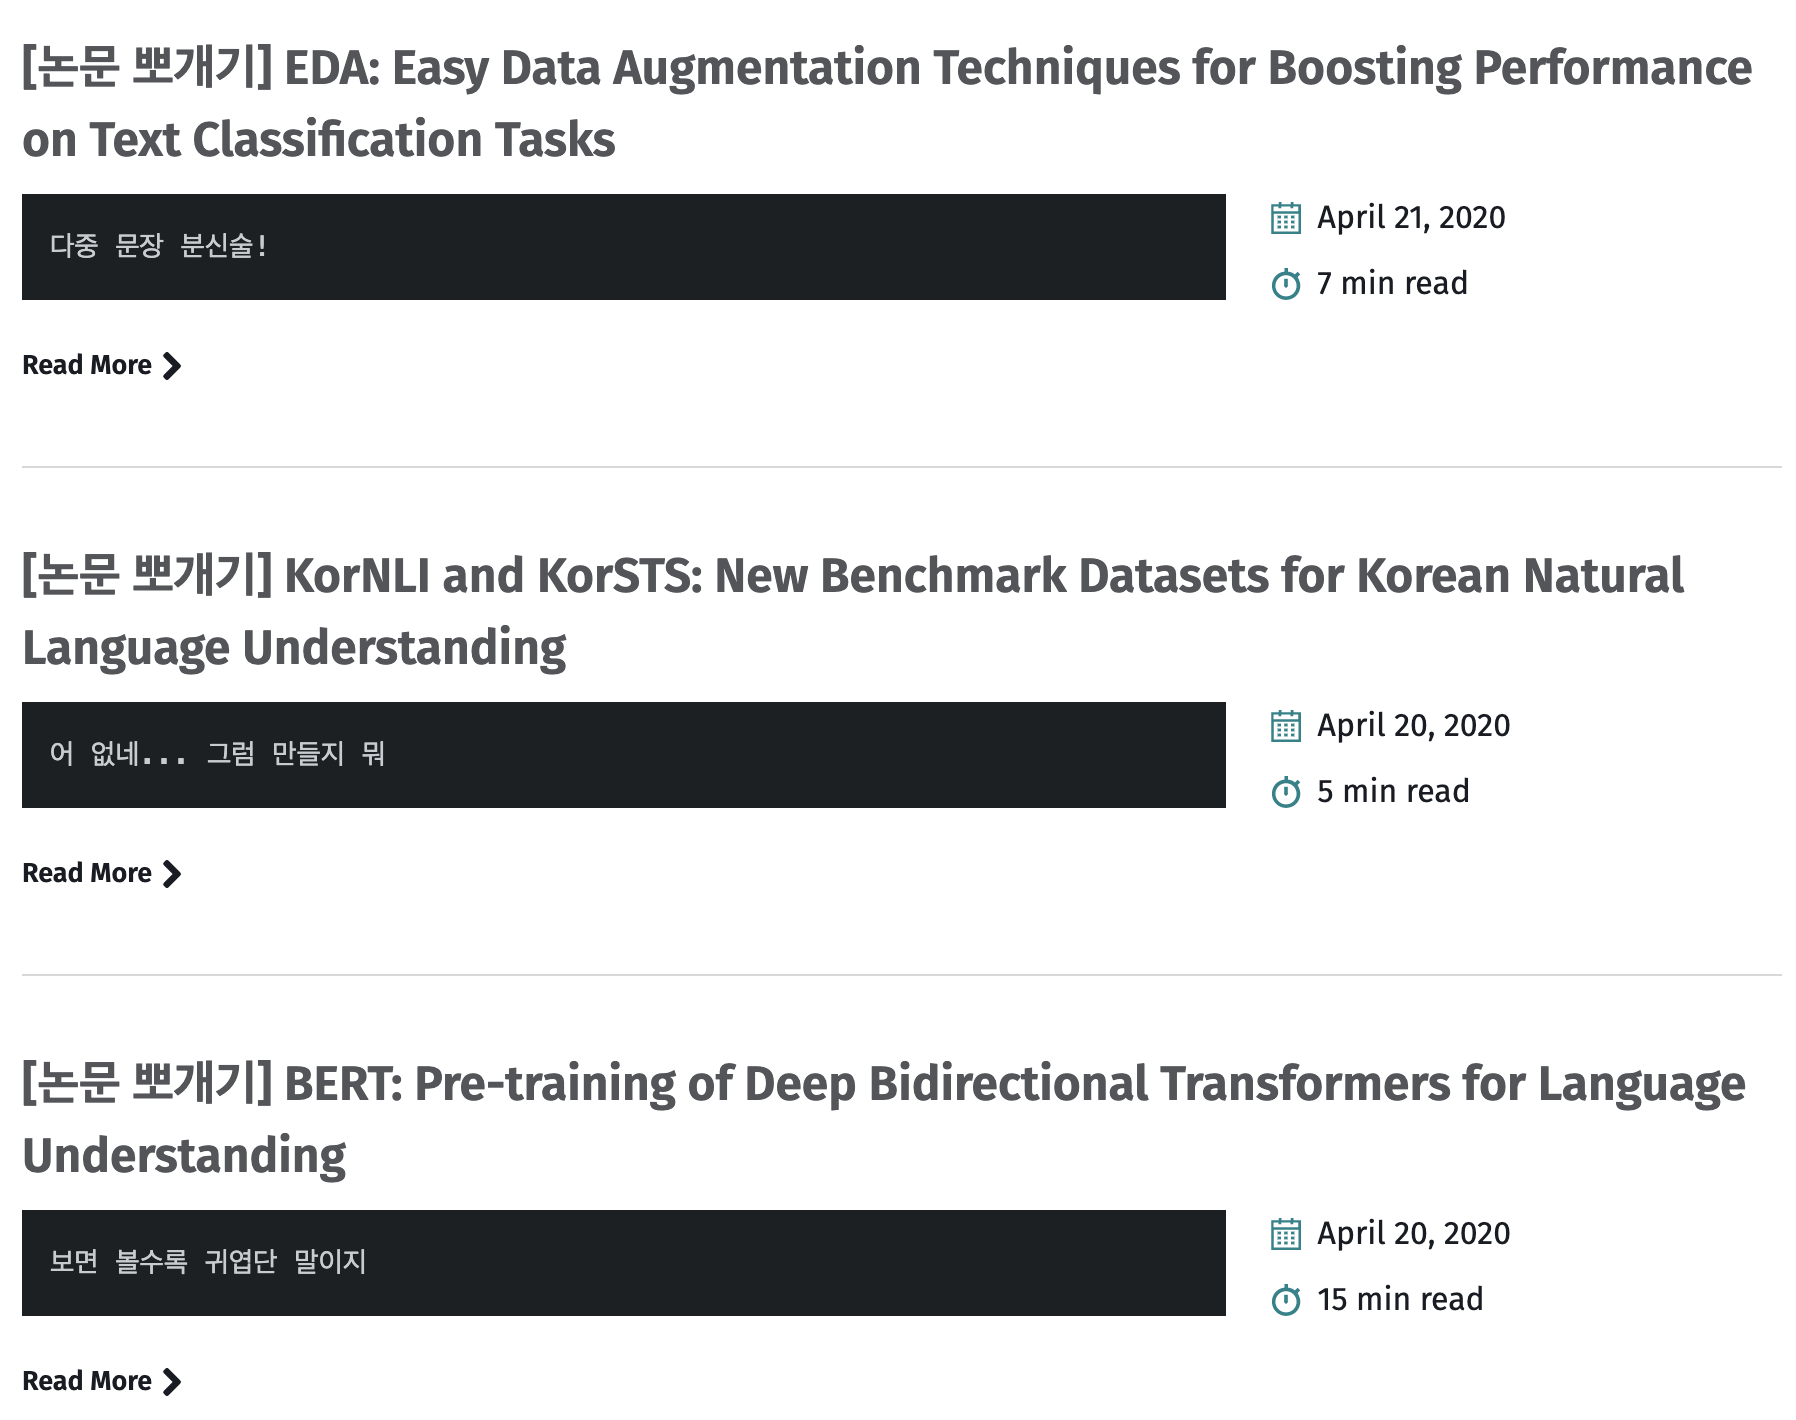 [논문 뽀개기] EDA: Easy Data Augmentation Techniques for Boosting Performance
on Text Classification Tasks
다중 문장 분신술!
April 21, 2020
7 min read
Read More
[논문 뽀개기] KorNLI and KorSTS: New Benchmark Datasets for Korean Natural
Language Understanding
어 없네... 그럼 만들지 뭐
April 20, 2020
5 min read
Read More
[논문 뽀개기] BERT: Pre-training of Deep Bidirectional Transformers for Language
Understanding
보면 볼수록 귀엽단 말이지
April 20, 2020
15 min read
Read More